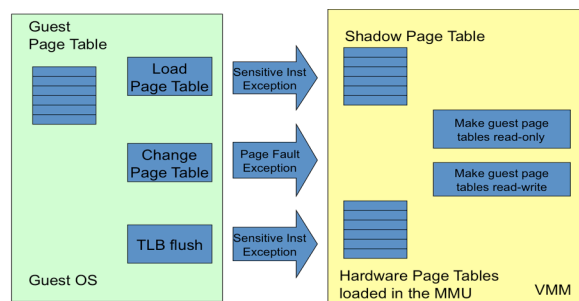 Guest
Page Table
Load
Page Table
Change
Page Table
TLB flush
Guest OS
Sensitive Inst
Exception
Page Fault
Exception
Sensitive Inst
Exception
Shadow Page Table
Make guest page
tables read-only
Make guest page
tables read-write
Hardware Page Tables
loaded in the MMU
VMM